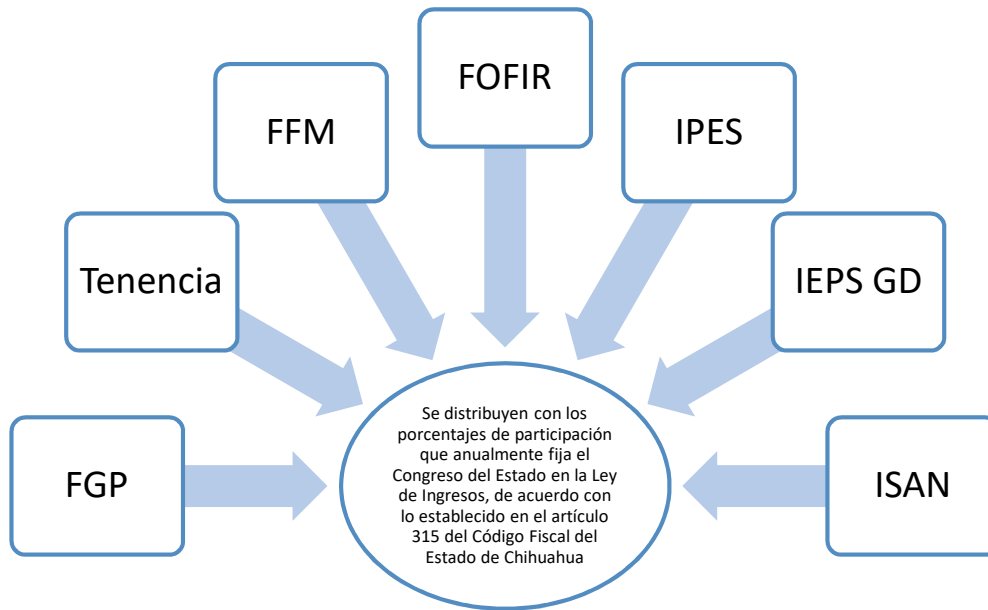 FOFIR
FFM
IPES
Tenencia
IEPS GD
FGP
ISAN
Se distribuyen con los
porcentajes de participación
que anualmente fija el
Congreso del Estado en la Ley
de Ingresos, de acuerdo con
lo establecido en el artículo
315 del Código Fiscal del
Estado de Chihuahua